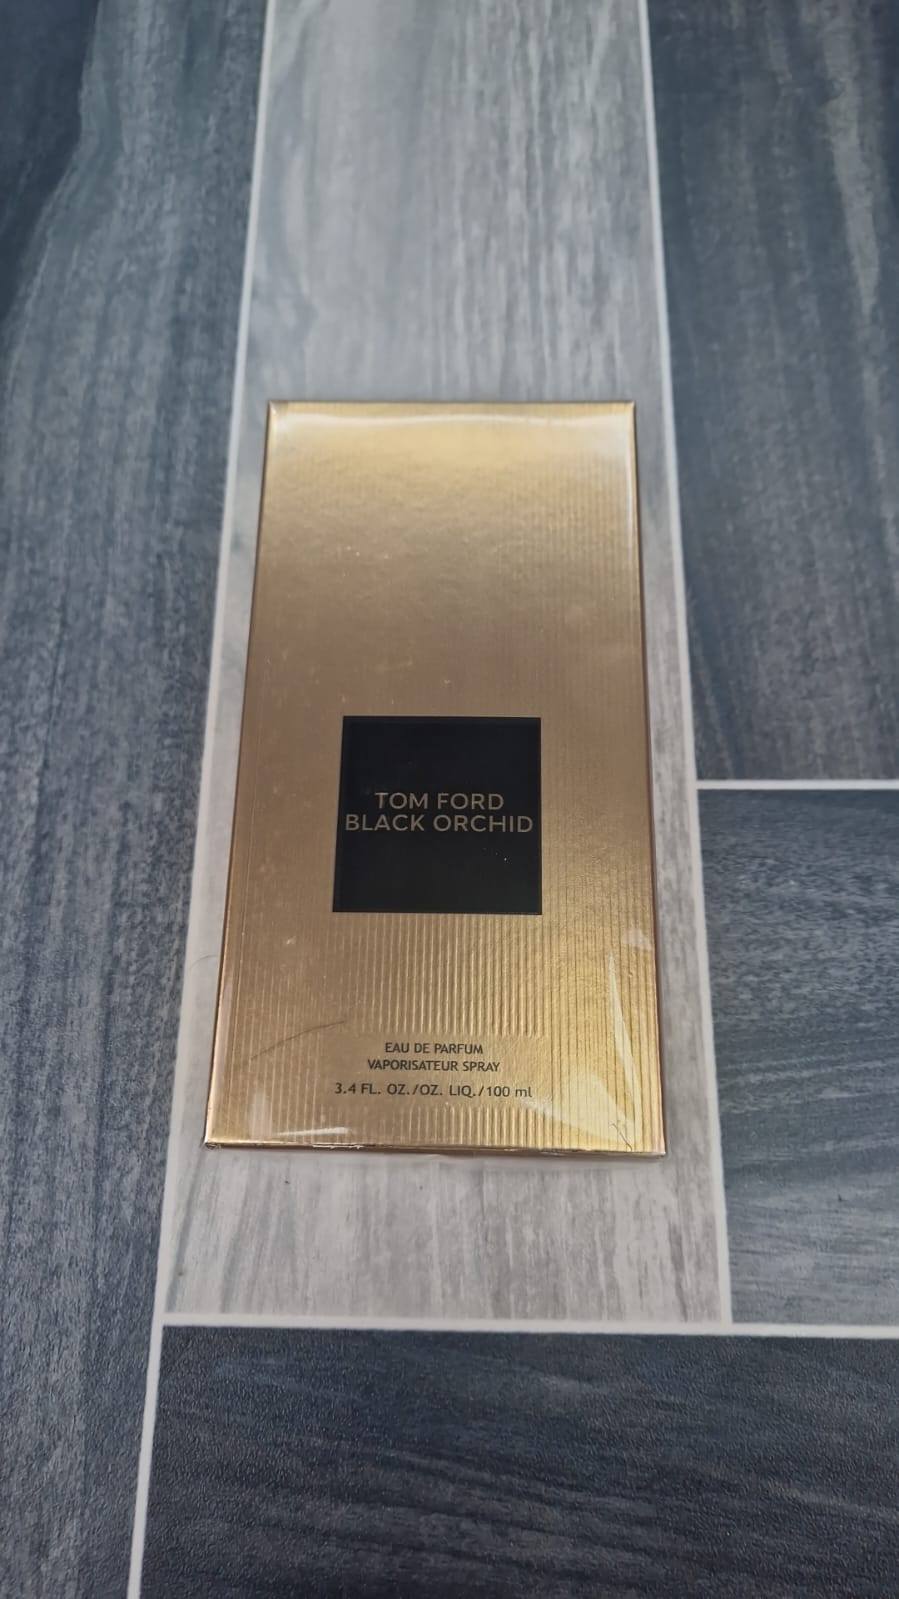 TOM FORD
BLACK ORCHID
EAU DE PARFUM
VAPORISATEUR SPRAY
3.4 FL. OZ./OZ. LIQ./100 ml